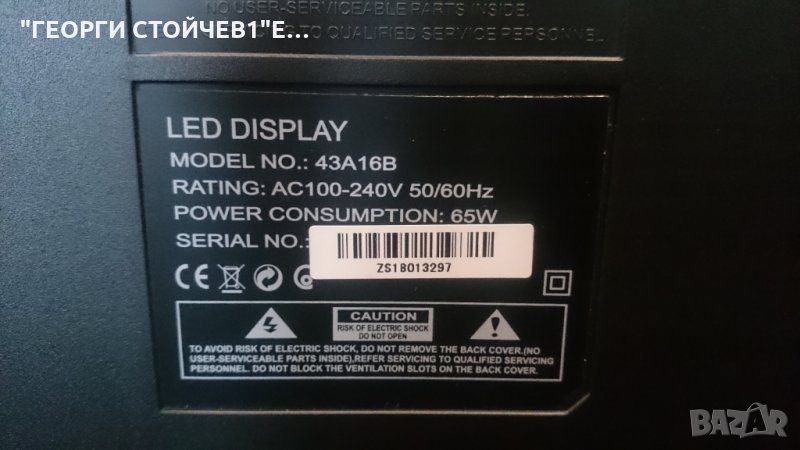 NO USER-SERVICEABLE PARTS INSIDE.
"ГЕОРГИ СТОЙЧЕВ1"Е...
TO QUALIFIED SERVICE PERSONNEL
LED DISPLAY
MODEL NO.: 43A16B
RATING: AC100-240V 50/60Hz
POWER CONSUMPTION: 65W
SERIAL NO.:
ZS1B013297
CAUTION
RISK OF ELECTRIC SHOCK
DO NOT OPEN
TO AVOID RISK OF ELECTRIC SHOCK, DO NOT REMOVE THE BACK COVER.(NO
USER-SERVICEABLE PARTS INSIDE),REFER SERVICING TO QUALIFIED SERVICING
PERSONNEL. DO NOT BLOCK THE VENTILATION SLOTS ON THE BACK COVER.
BAZAR